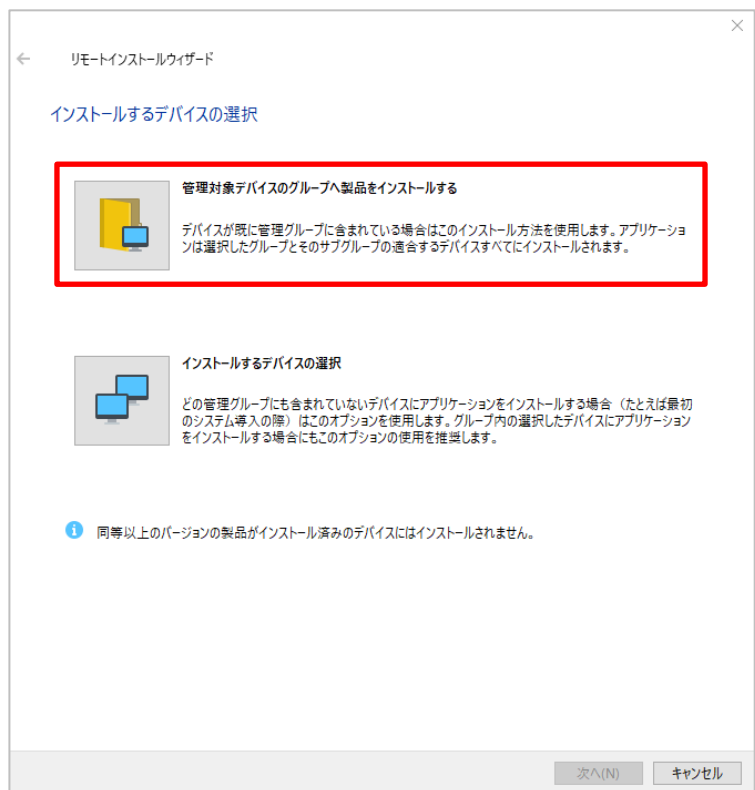 リモートインストールウィザード
インストールするデバイスの選択
管理対象デバイスのグループへ製品をインストールする
デバイスが既に管理グループに含まれている場合はこのインストール方法を使用します。アプリケーショ
ンは選択したグループとそのサブグループの適合するデバイスすべてにインストールされます。
インストールするデバイスの選択
どの管理グループにも含まれていないデバイスにアプリケーションをインストールする場合（たとえば最初
のシステム導入の際）はこのオプションを使用します。グループ内の選択したデバイスにアプリケーション
をインストールする場合にもこのオプションの使用を推奨します。
同等以上のバージョンの製品がインストール済みのデバイスにはインストールされません。
次へ(N)
キャンセル